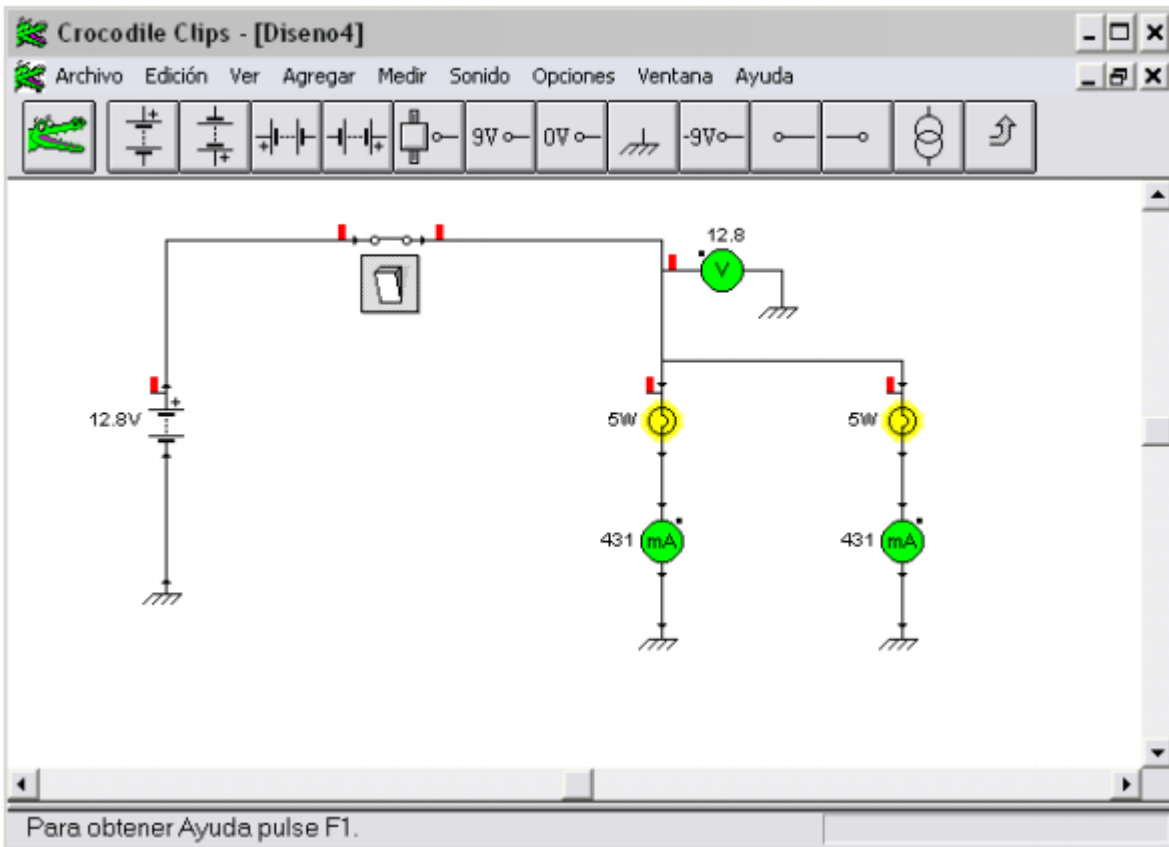 Crocodile Clips - [Diseno4]
Archivo Edición Ver Agregar Medir Sonido Opciones Ventana Ayuda
9V 0V -9V
12.8
V
12.8V
5W 5W
431 mA 431 mA
Para obtener Ayuda pulse F1.